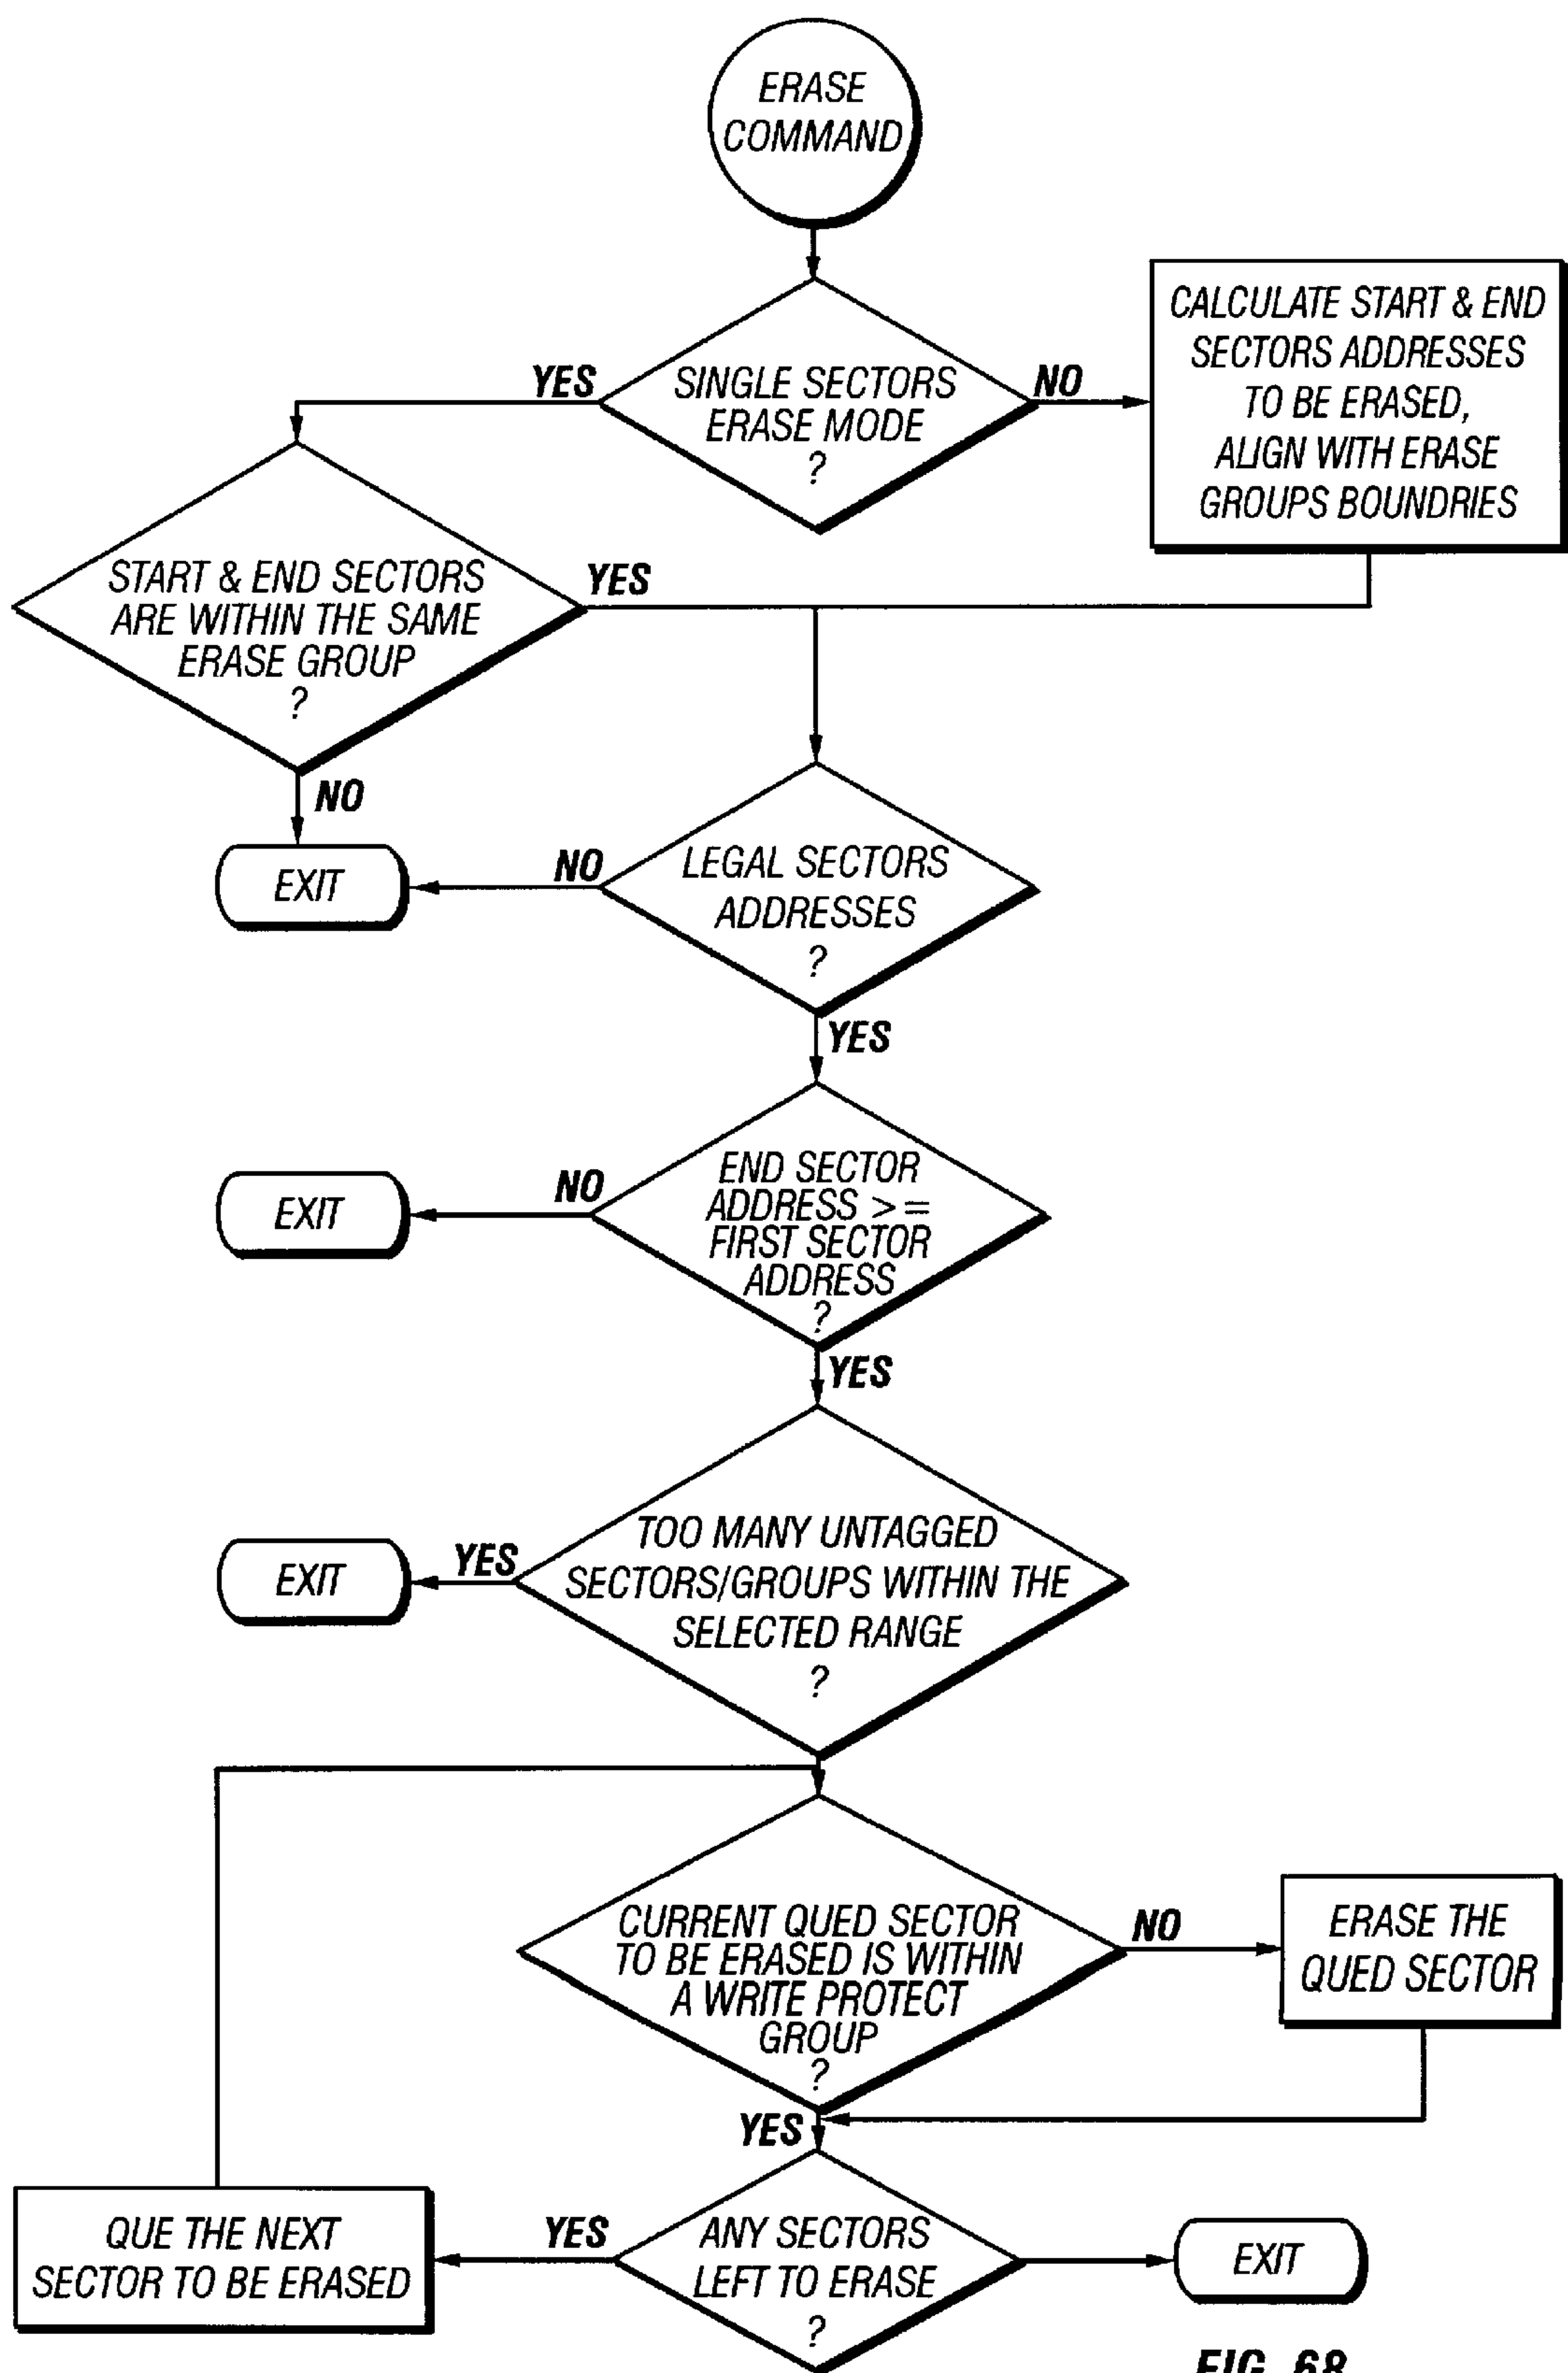 ERASE
COMMAND
SINGLE SECTORS
ERASE MODE
?
YES
NO
CALCULATE START & END
SECTORS ADDRESSES
TO BE ERASED,
ALIGN WITH ERASE
GROUPS BOUNDRIES
START & END SECTORS
ARE WITHIN THE SAME
ERASE GROUP
?
YES
NO
EXIT
LEGAL SECTORS
ADDRESSES
?
NO
YES
END SECTOR
ADDRESS >=
FIRST SECTOR
ADDRESS
?
NO
EXIT
YES
TOO MANY UNTAGGED
SECTORS/GROUPS WITHIN THE
SELECTED RANGE
?
YES
EXIT
CURRENT QUED SECTOR
TO BE ERASED IS WITHIN
A WRITE PROTECT
GROUP
?
NO
ERASE THE
QUED SECTOR
YES
ANY SECTORS
LEFT TO ERASE
?
YES
QUE THE NEXT
SECTOR TO BE ERASED
EXIT
FIG. 68